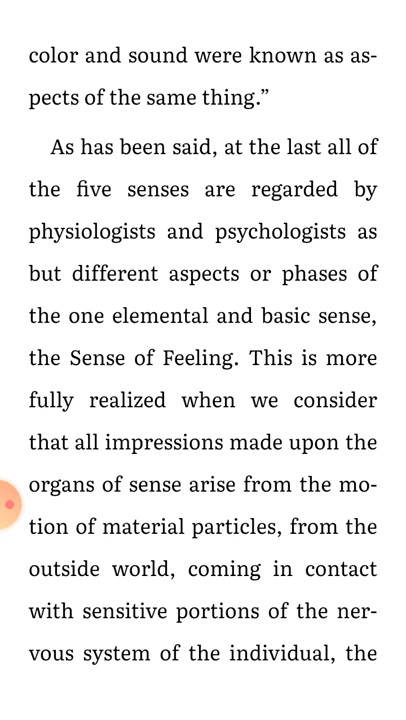 color and sound were known as as-
pects of the same thing.”
As has been said, at the last all of
the five senses are regarded by
physiologists and psychologists as
but different aspects or phases of
the one elemental and basic sense,
the Sense of Feeling. This is more
fully realized when we consider
that all impressions made upon the
organs of sense arise from the mo-
tion of material particles, from the
outside world, coming in contact
with sensitive portions of the ner-
vous system of the individual, the